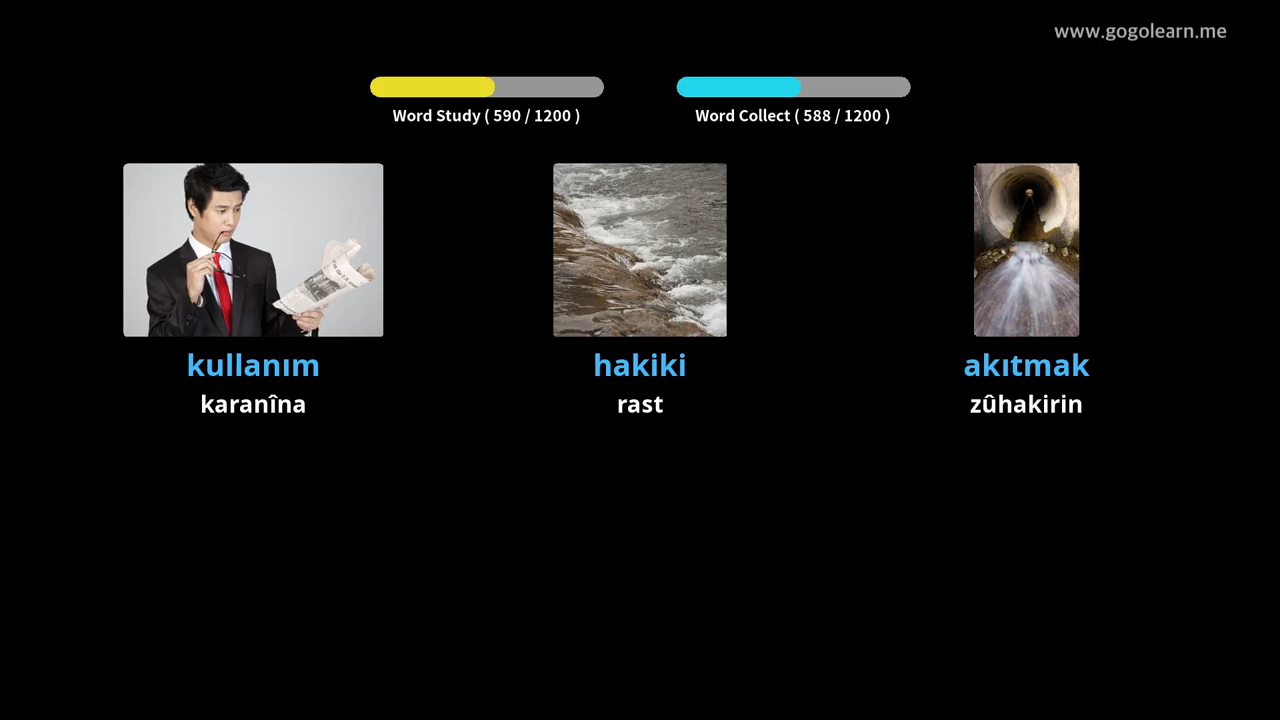 www.gogolearn.me
Word Study ( 590 / 1200 )
Word Collect ( 588 / 1200 )
kullanım
karanîna
hakiki
rast
akıtmak
zûhakirin